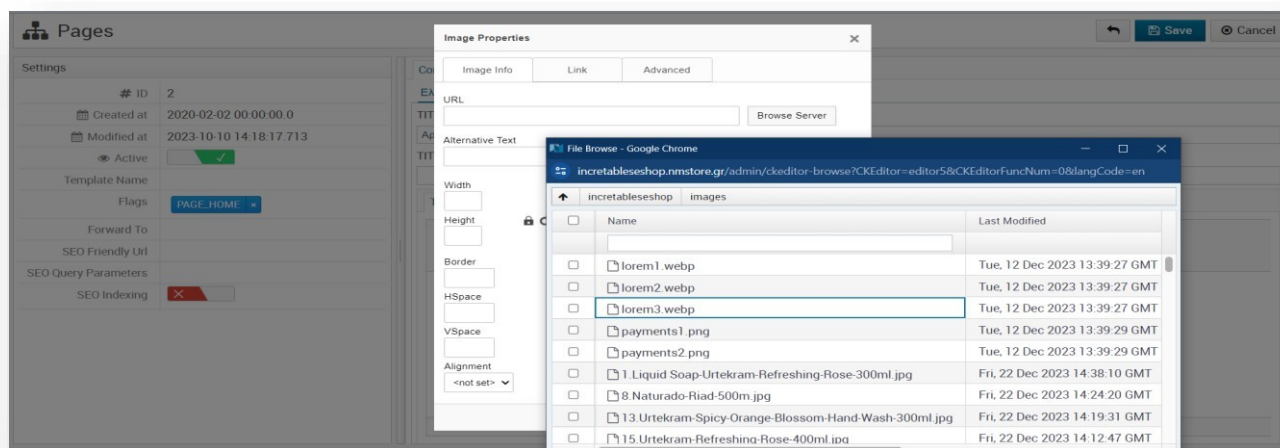 Pages
Save
Cancel
Settings
# ID 2
Created at 2020-02-02 00:00:00.0
Modified at 2023-10-10 14:18:17.713
Active
Template Name
Flags PAGE_HOME ×
Forward To
SEO Friendly Url
SEO Query Parameters
SEO Indexing
Image Properties
Image Info Link Advanced
URL
Browse Server
Alternative Text
Width
Height
Border
HSpace
VSpace
Alignment
<not set>
File Browse - Google Chrome
incretableseshop.nmstore.gr/admin/ckeditor-browse?CKEditor=editor5&CKEditorFuncNum=0&langCode=en
incretableseshop images
Name Last Modified
lorem1.webp Tue, 12 Dec 2023 13:39:27 GMT
lorem2.webp Tue, 12 Dec 2023 13:39:27 GMT
lorem3.webp Tue, 12 Dec 2023 13:39:27 GMT
payments1.png Tue, 12 Dec 2023 13:39:29 GMT
payments2.png Tue, 12 Dec 2023 13:39:29 GMT
1.Liquid Soap-Urtekram-Refreshing-Rose-300ml.jpg Fri, 22 Dec 2023 14:38:10 GMT
8.Naturado-Riad-500m.jpg Fri, 22 Dec 2023 14:24:20 GMT
13.Urtekram-Spicy-Orange-Blossom-Hand-Wash-300ml.jpg Fri, 22 Dec 2023 14:19:31 GMT
15.Urtekram-Refreshing-Rose-400ml.jpg Fri, 22 Dec 2023 14:12:47 GMT